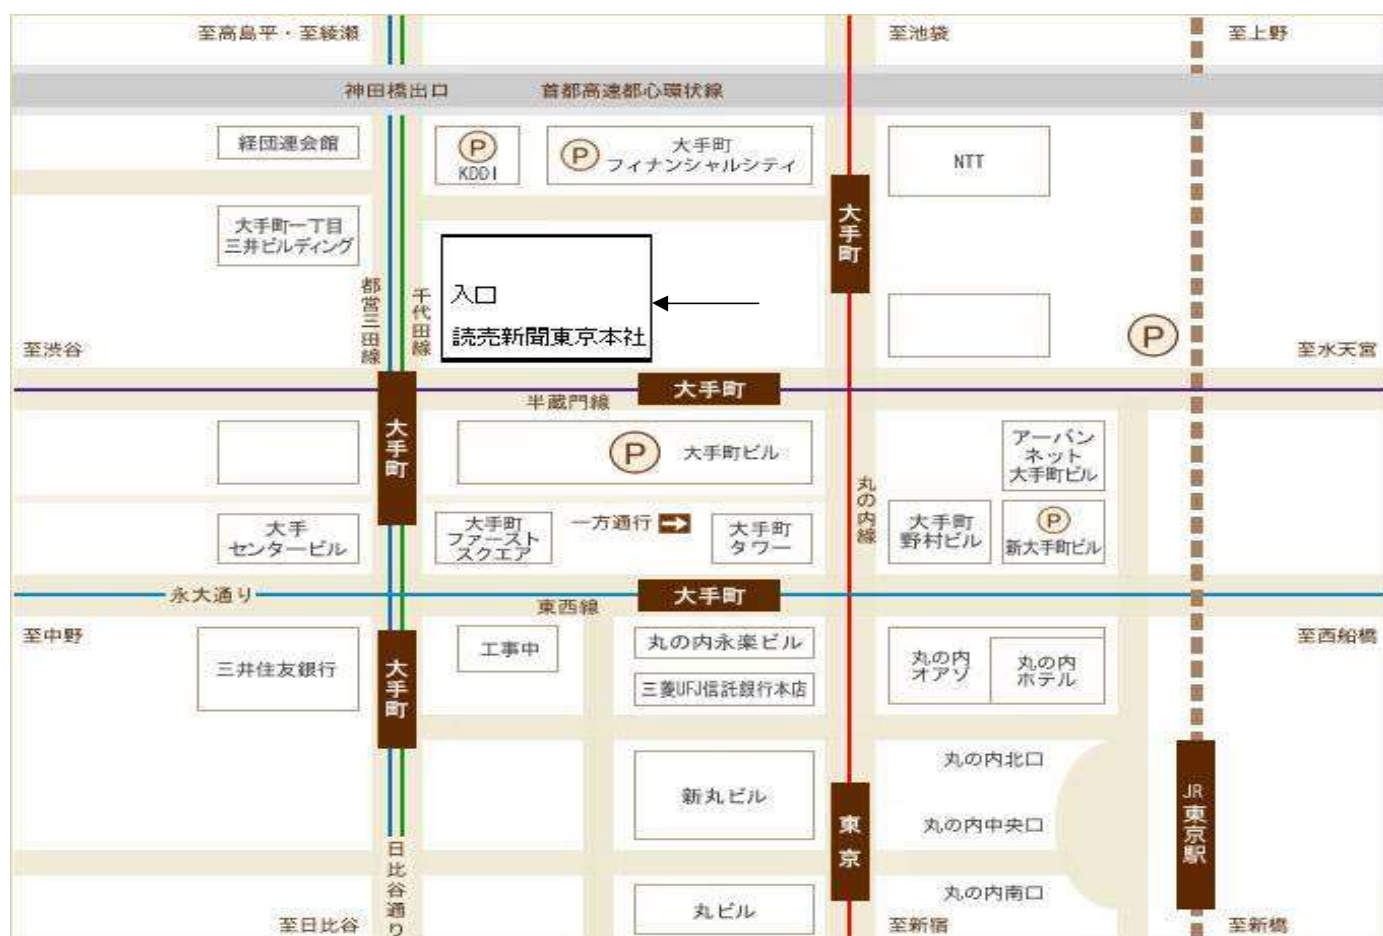 至高島平・至綾瀬
至池袋
至上野
神田橋出口
首都高速都心環状線
経団連会館
P
KDDI
P
大手町
フィナンシャルシティ
NTT
大手町
大手町一丁目
三井ビルディング
都営三田線
千代田線
入口
読売新聞東京本社
P
至渋谷
至水天宮
大手町
半蔵門線
大手町
P
大手町ビル
アーバン
ネット
大手町ビル
丸の内線
大手
センタービル
大手町
ファースト
スクエア
一方通行
大手町
タワー
大手町
野村ビル
P
新大手町ビル
永大通り
大手町
東西線
至中野
至西船橋
三井住友銀行
大手町
工事中
丸の内永楽ビル
三菱UFJ信託銀行本店
丸の内
オアゾ
丸の内
ホテル
丸の内北口
新丸ビル
東京
丸の内中央口
JR東京駅
日比谷通り
丸の内南口
丸ビル
至日比谷
至新宿
至新橋